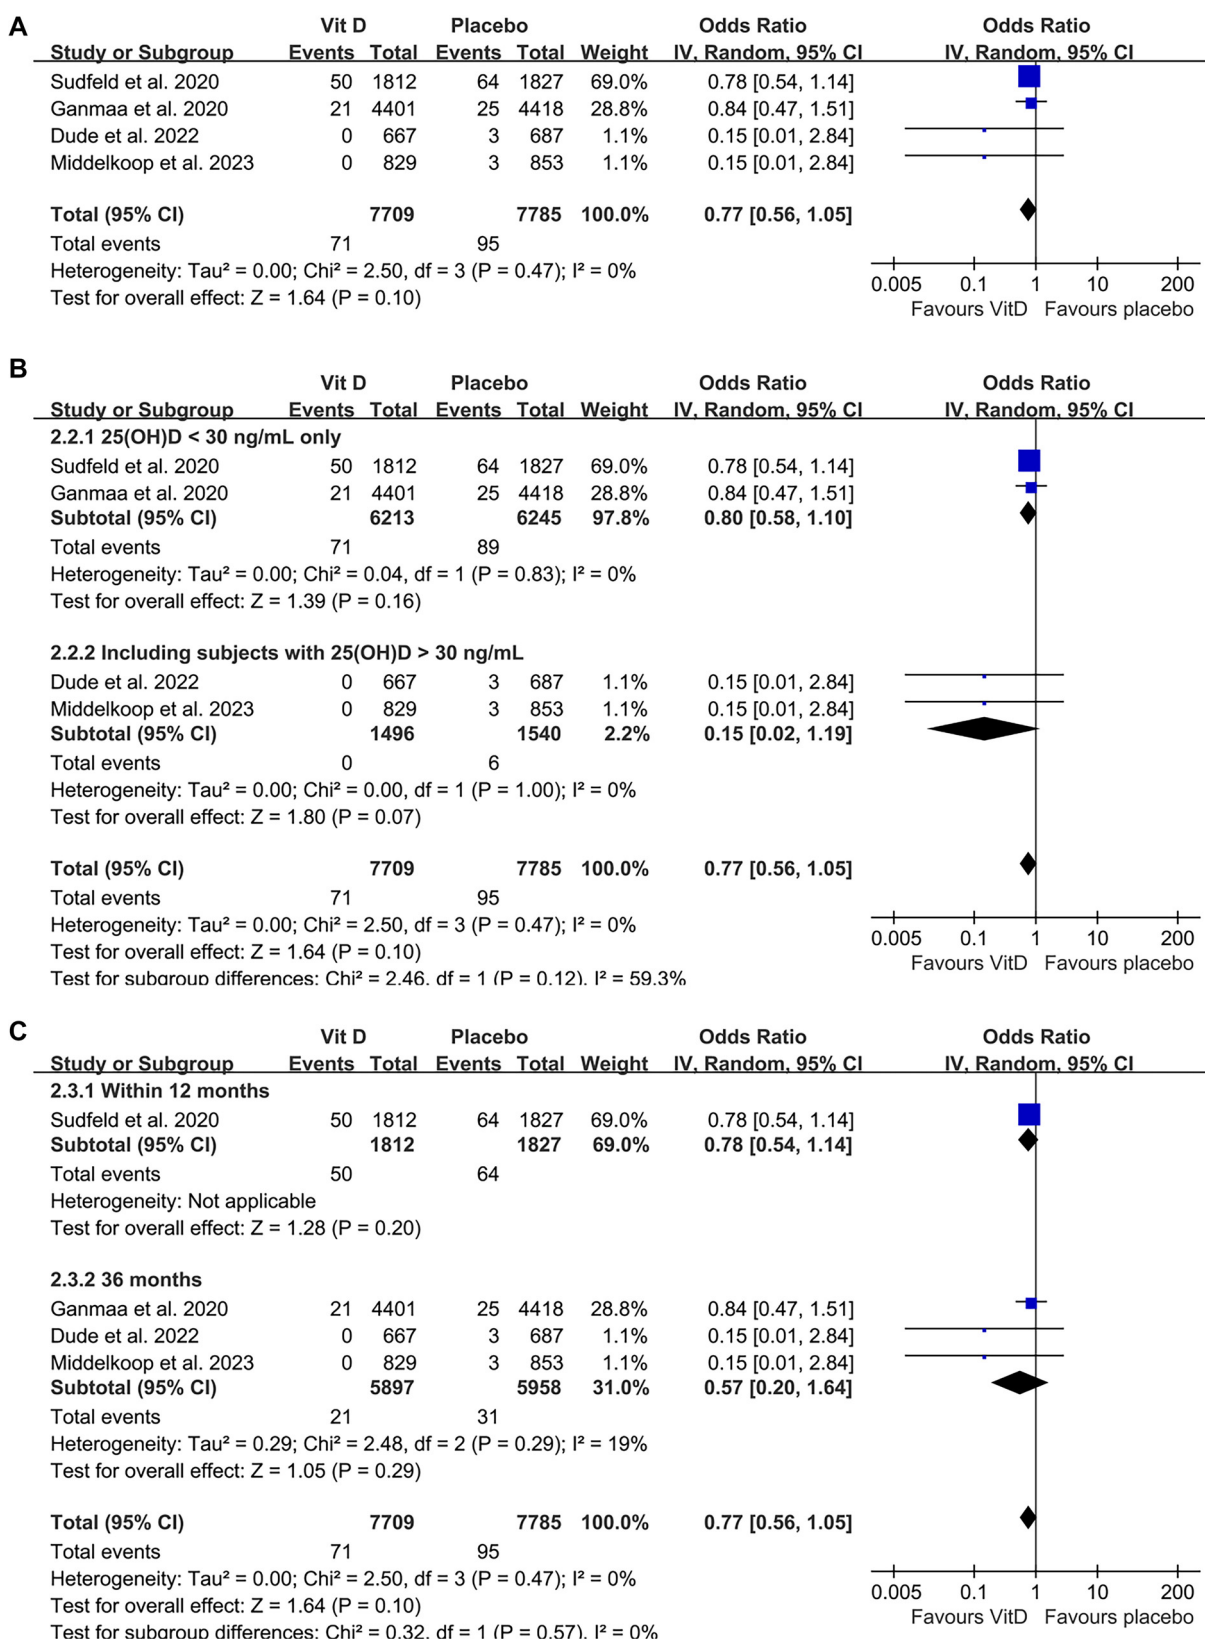 A
Vit D Placebo Odds Ratio Odds Ratio
Study or Subgroup Events Total Events Total Weight IV, Random, 95% CI IV, Random, 95% CI
Sudfeld et al. 2020 50 1812 64 1827 69.0% 0.78 [0.54, 1.14]
Ganmaa et al. 2020 21 4401 25 4418 28.8% 0.84 [0.47, 1.51]
Dude et al. 2022 0 667 3 687 1.1% 0.15 [0.01, 2.84]
Middelkoop et al. 2023 0 829 3 853 1.1% 0.15 [0.01, 2.84]
Total (95% CI) 7709 7785 100.0% 0.77 [0.56, 1.05]
Total events 71 95
Heterogeneity: Tau² = 0.00; Chi² = 2.50, df = 3 (P = 0.47); I² = 0%
Test for overall effect: Z = 1.64 (P = 0.10)
0.005 0.1 1 10 200
Favours VitD Favours placebo
B
Vit D Placebo Odds Ratio Odds Ratio
Study or Subgroup Events Total Events Total Weight IV, Random, 95% CI IV, Random, 95% CI
2.2.1 25(OH)D < 30 ng/mL only
Sudfeld et al. 2020 50 1812 64 1827 69.0% 0.78 [0.54, 1.14]
Ganmaa et al. 2020 21 4401 25 4418 28.8% 0.84 [0.47, 1.51]
Subtotal (95% CI) 6213 6245 97.8% 0.80 [0.58, 1.10]
Total events 71 89
Heterogeneity: Tau² = 0.00; Chi² = 0.04, df = 1 (P = 0.83); I² = 0%
Test for overall effect: Z = 1.39 (P = 0.16)
2.2.2 Including subjects with 25(OH)D > 30 ng/mL
Dude et al. 2022 0 667 3 687 1.1% 0.15 [0.01, 2.84]
Middelkoop et al. 2023 0 829 3 853 1.1% 0.15 [0.01, 2.84]
Subtotal (95% CI) 1496 1540 2.2% 0.15 [0.02, 1.19]
Total events 0 6
Heterogeneity: Tau² = 0.00; Chi² = 0.00, df = 1 (P = 1.00); I² = 0%
Test for overall effect: Z = 1.80 (P = 0.07)
Total (95% CI) 7709 7785 100.0% 0.77 [0.56, 1.05]
Total events 71 95
Heterogeneity: Tau² = 0.00; Chi² = 2.50, df = 3 (P = 0.47); I² = 0%
Test for overall effect: Z = 1.64 (P = 0.10)
Test for subgroup differences: Chi² = 2.46, df = 1 (P = 0.12), I² = 59.3%
0.005 0.1 1 10 200
Favours VitD Favours placebo
C
Vit D Placebo Odds Ratio Odds Ratio
Study or Subgroup Events Total Events Total Weight IV, Random, 95% CI IV, Random, 95% CI
2.3.1 Within 12 months
Sudfeld et al. 2020 50 1812 64 1827 69.0% 0.78 [0.54, 1.14]
Subtotal (95% CI) 1812 1827 69.0% 0.78 [0.54, 1.14]
Total events 50 64
Heterogeneity: Not applicable
Test for overall effect: Z = 1.28 (P = 0.20)
2.3.2 36 months
Ganmaa et al. 2020 21 4401 25 4418 28.8% 0.84 [0.47, 1.51]
Dude et al. 2022 0 667 3 687 1.1% 0.15 [0.01, 2.84]
Middelkoop et al. 2023 0 829 3 853 1.1% 0.15 [0.01, 2.84]
Subtotal (95% CI) 5897 5958 31.0% 0.57 [0.20, 1.64]
Total events 21 31
Heterogeneity: Tau² = 0.29; Chi² = 2.48, df = 2 (P = 0.29); I² = 19%
Test for overall effect: Z = 1.05 (P = 0.29)
Total (95% CI) 7709 7785 100.0% 0.77 [0.56, 1.05]
Total events 71 95
Heterogeneity: Tau² = 0.00; Chi² = 2.50, df = 3 (P = 0.47); I² = 0%
Test for overall effect: Z = 1.64 (P = 0.10)
Test for subgroup differences: Chi² = 0.32, df = 1 (P = 0.57), I² = 0%
0.005 0.1 1 10 200
Favours VitD Favours placebo